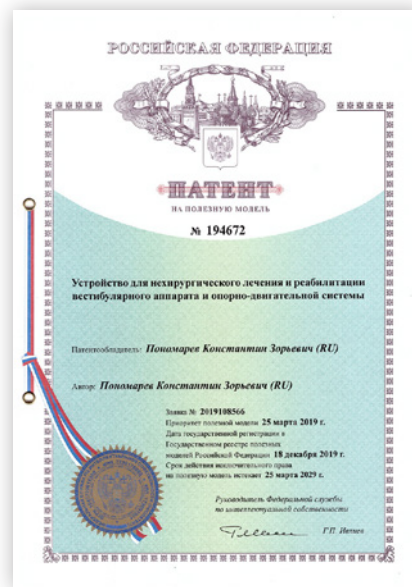 РОССИЙСКАЯ ФЕДЕРАЦИЯ
ПАТЕНТ
НА ПОЛЕЗНУЮ МОДЕЛЬ
№ 194672
Устройство для нехирургического лечения и реабилитации
вестибулярного аппарата и опорно-двигательной системы
Патентообладатель: Пономарев Константин Зорьевич (RU)
Автор: Пономарев Константин Зорьевич (RU)
Заявка № 2019108566
Приоритет полезной модели 25 марта 2019 г.
Дата государственной регистрации в
Государственном реестре полезных
моделей Российской Федерации 18 декабря 2019 г.
Срок действия исключительного права
на полезную модель истекает 25 марта 2029 г.
Руководитель Федеральной службы
по интеллектуальной собственности
Г.П. Ивлиев